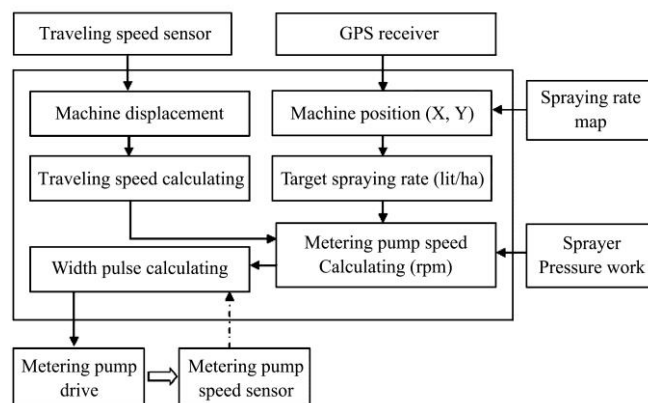 Traveling speed sensor
GPS receiver
Machine displacement
Machine position (X, Y)
Spraying rate
map
Traveling speed calculating
Target spraying rate (lit/ha)
Metering pump speed
Calculating (rpm)
Width pulse calculating
Sprayer
Pressure work
Metering pump
drive
Metering pump
speed sensor